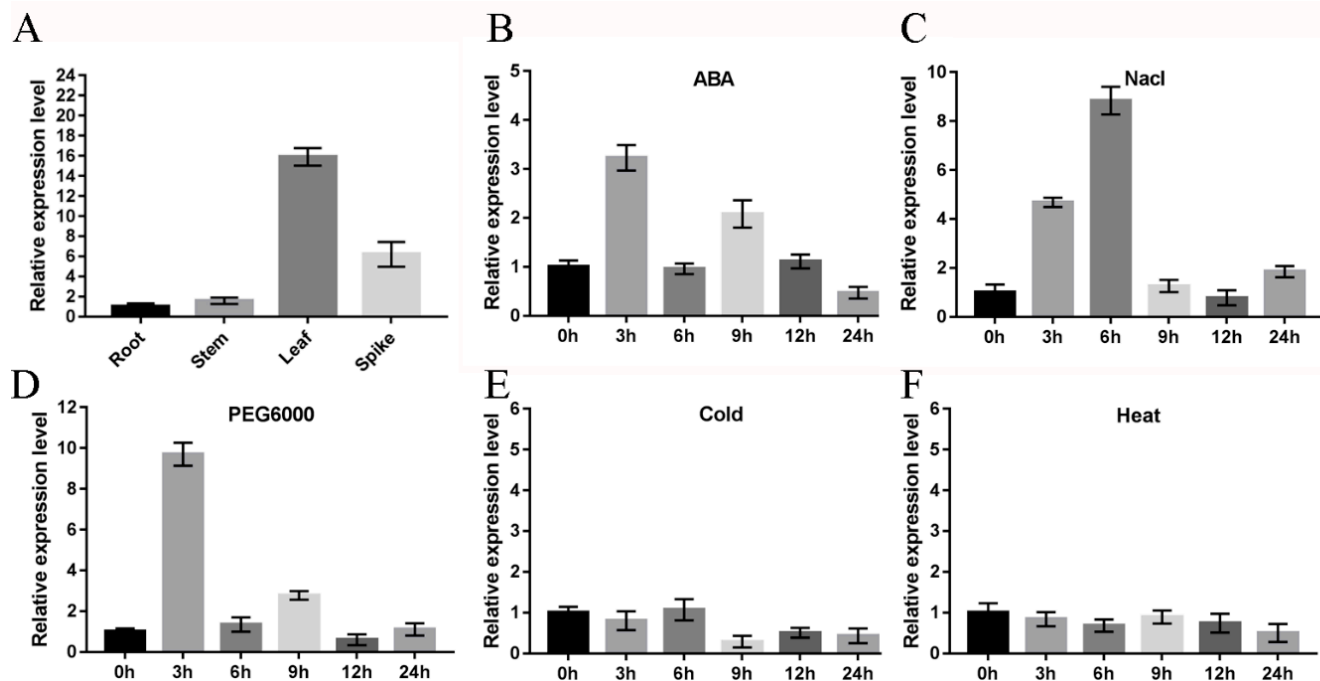 A
Relative expression level
24
22
20
18
16
14
12
10
8
6
4
2
0
Root Stem Leaf Spike
B
ABA
Relative expression level
5
4
3
2
1
0
0h 3h 6h 9h 12h 24h
C
Nacl
Relative expression level
10
8
6
4
2
0
0h 3h 6h 9h 12h 24h
D
PEG6000
Relative expression level
12
10
8
6
4
2
0
0h 3h 6h 9h 12h 24h
E
Cold
Relative expression level
6
5
4
3
2
1
0
0h 3h 6h 9h 12h 24h
F
Heat
Relative expression level
6
5
4
3
2
1
0
0h 3h 6h 9h 12h 24h